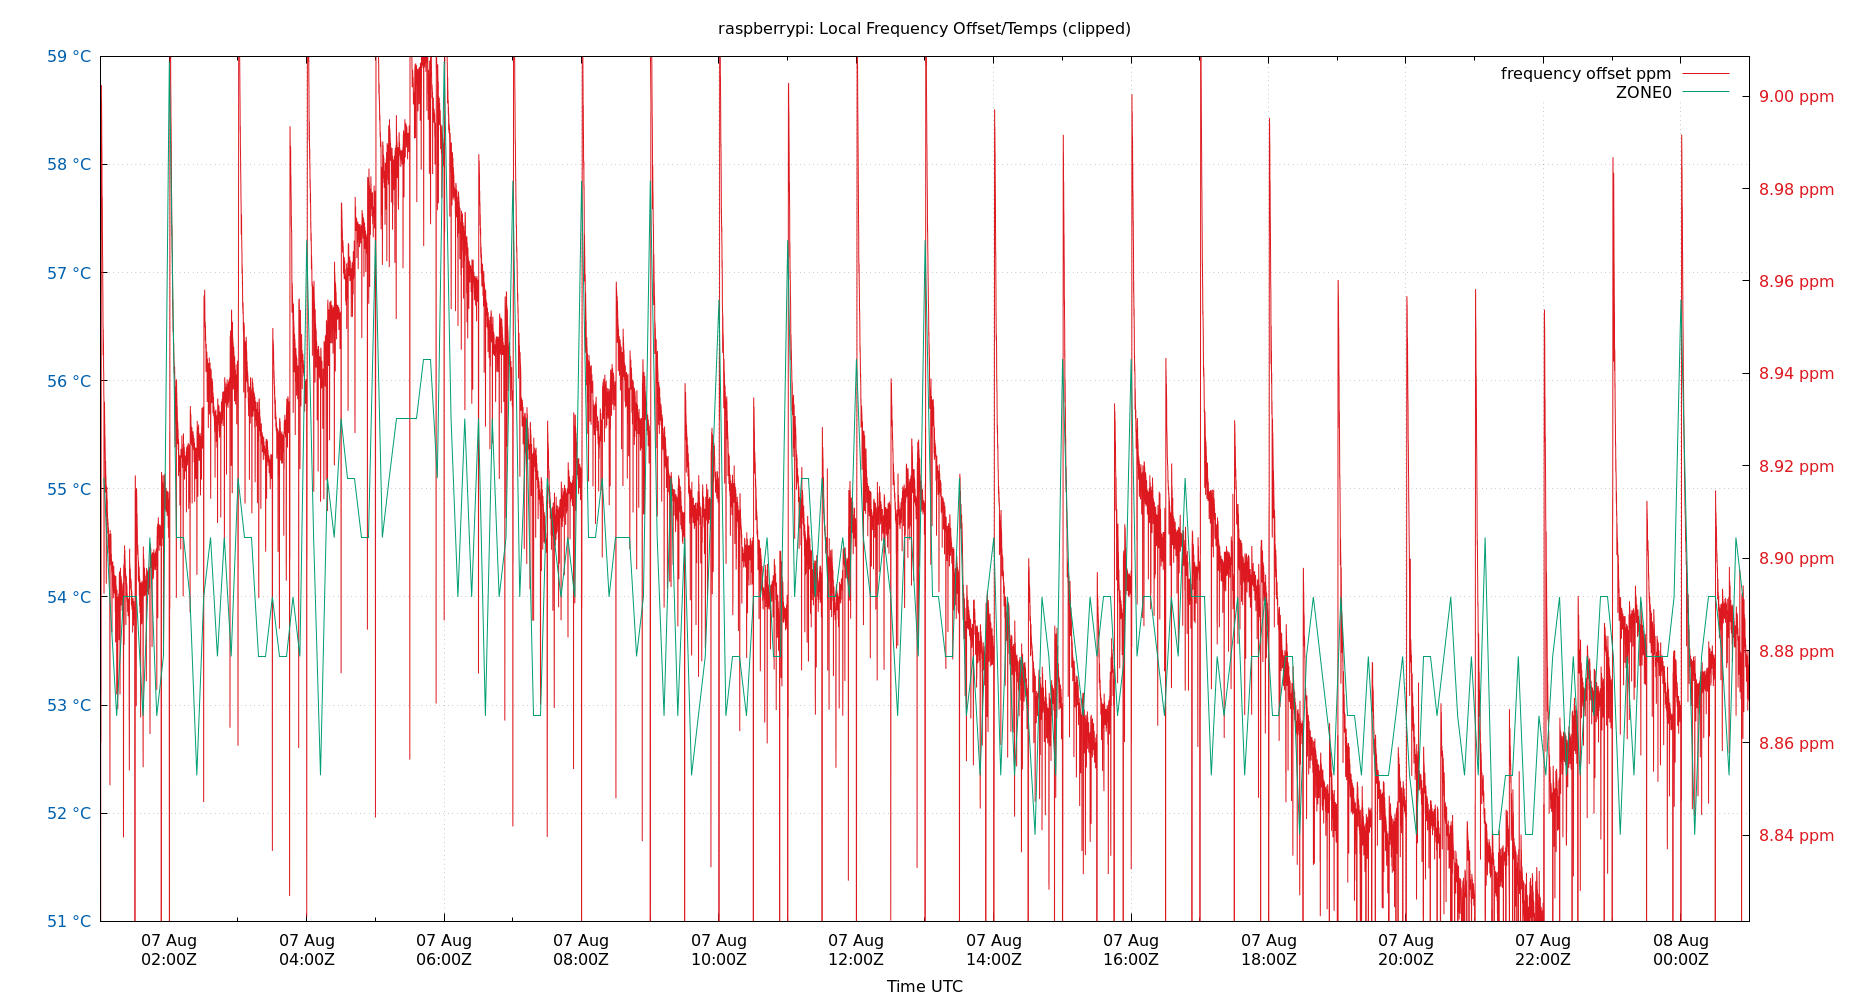 raspberrypi: Local Frequency Offset/Temps (clipped)
59 °C
58 °C
57 °C
56 °C
55 °C
54 °C
53 °C
52 °C
51 °C
frequency offset ppm
ZONE0
9.00 ppm
8.98 ppm
8.96 ppm
8.94 ppm
8.92 ppm
8.90 ppm
8.88 ppm
8.86 ppm
8.84 ppm
07 Aug 07 Aug 07 Aug 07 Aug 07 Aug 07 Aug 07 Aug 07 Aug 07 Aug 07 Aug 07 Aug 08 Aug
02:00Z 04:00Z 06:00Z 08:00Z 10:00Z 12:00Z 14:00Z 16:00Z 18:00Z 20:00Z 22:00Z 00:00Z
Time UTC